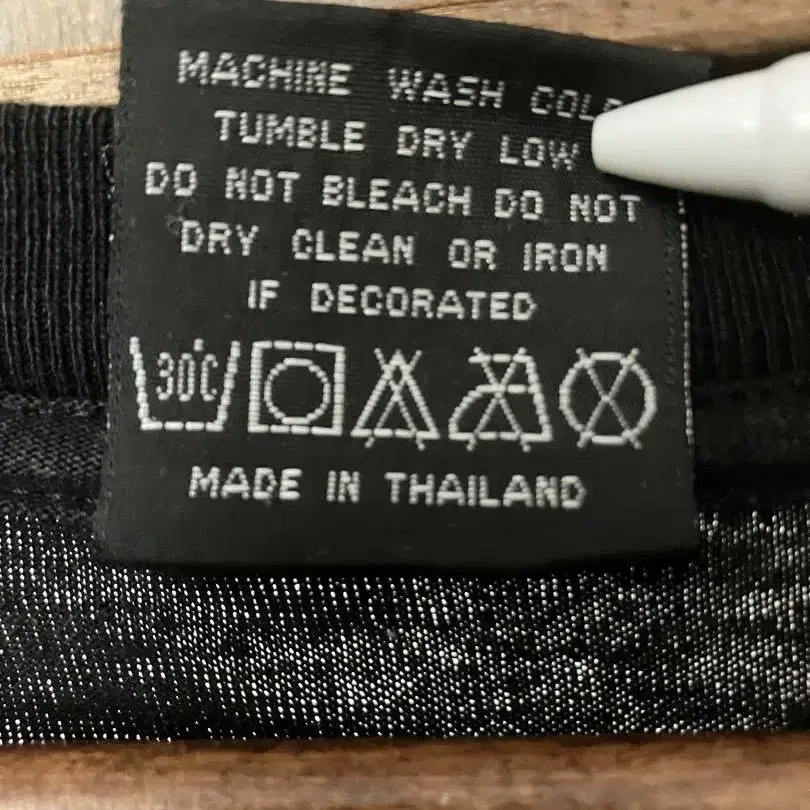 MACHINE WASH COLD
TUMBLE DRY LOW
DO NOT BLEACH DO NOT
DRY CLEAN OR IRON
IF DECORATED
30°C
MADE IN THAILAND